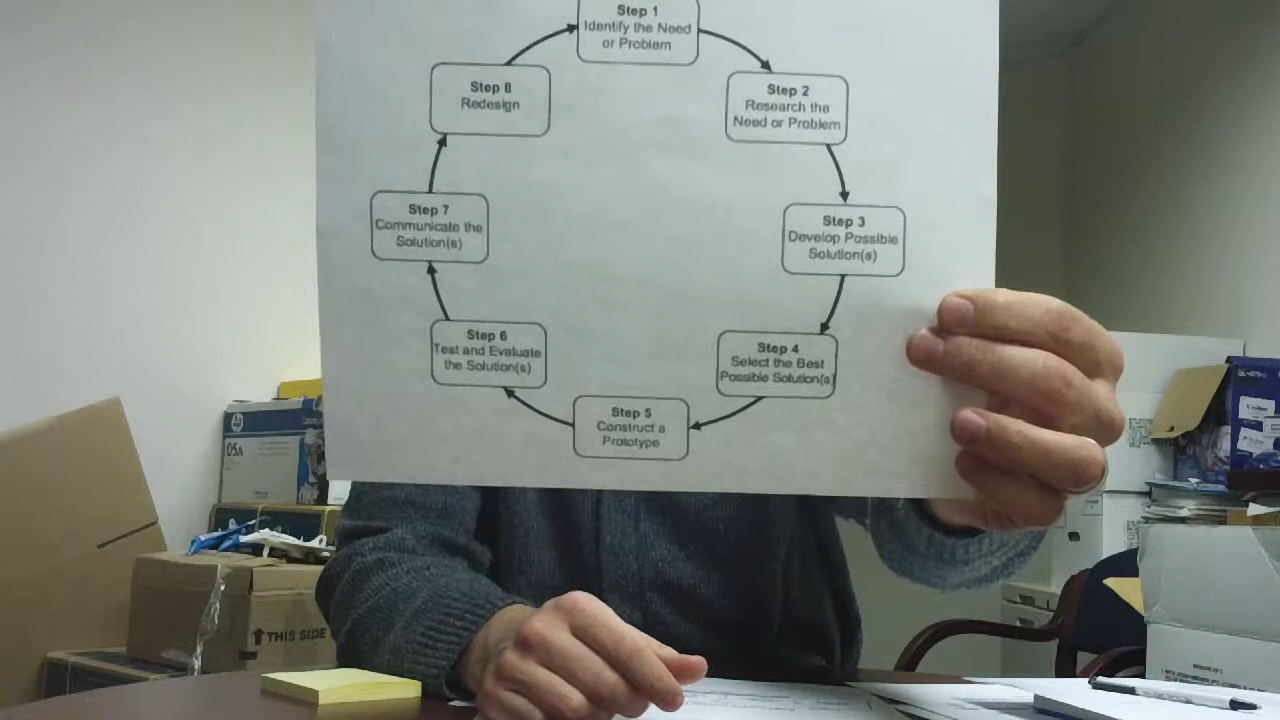 Step 1
Identify the Need
or Problem
Step 2
Research the
Need or Problem
Step 3
Develop Possible
Solution(s)
Step 4
Select the Best
Possible Solution(s)
Step 5
Construct a
Prototype
Step 6
Test and Evaluate
the Solution(s)
Step 7
Communicate the
Solution(s)
Step 8
Redesign
hp
05A
THIS SIDE